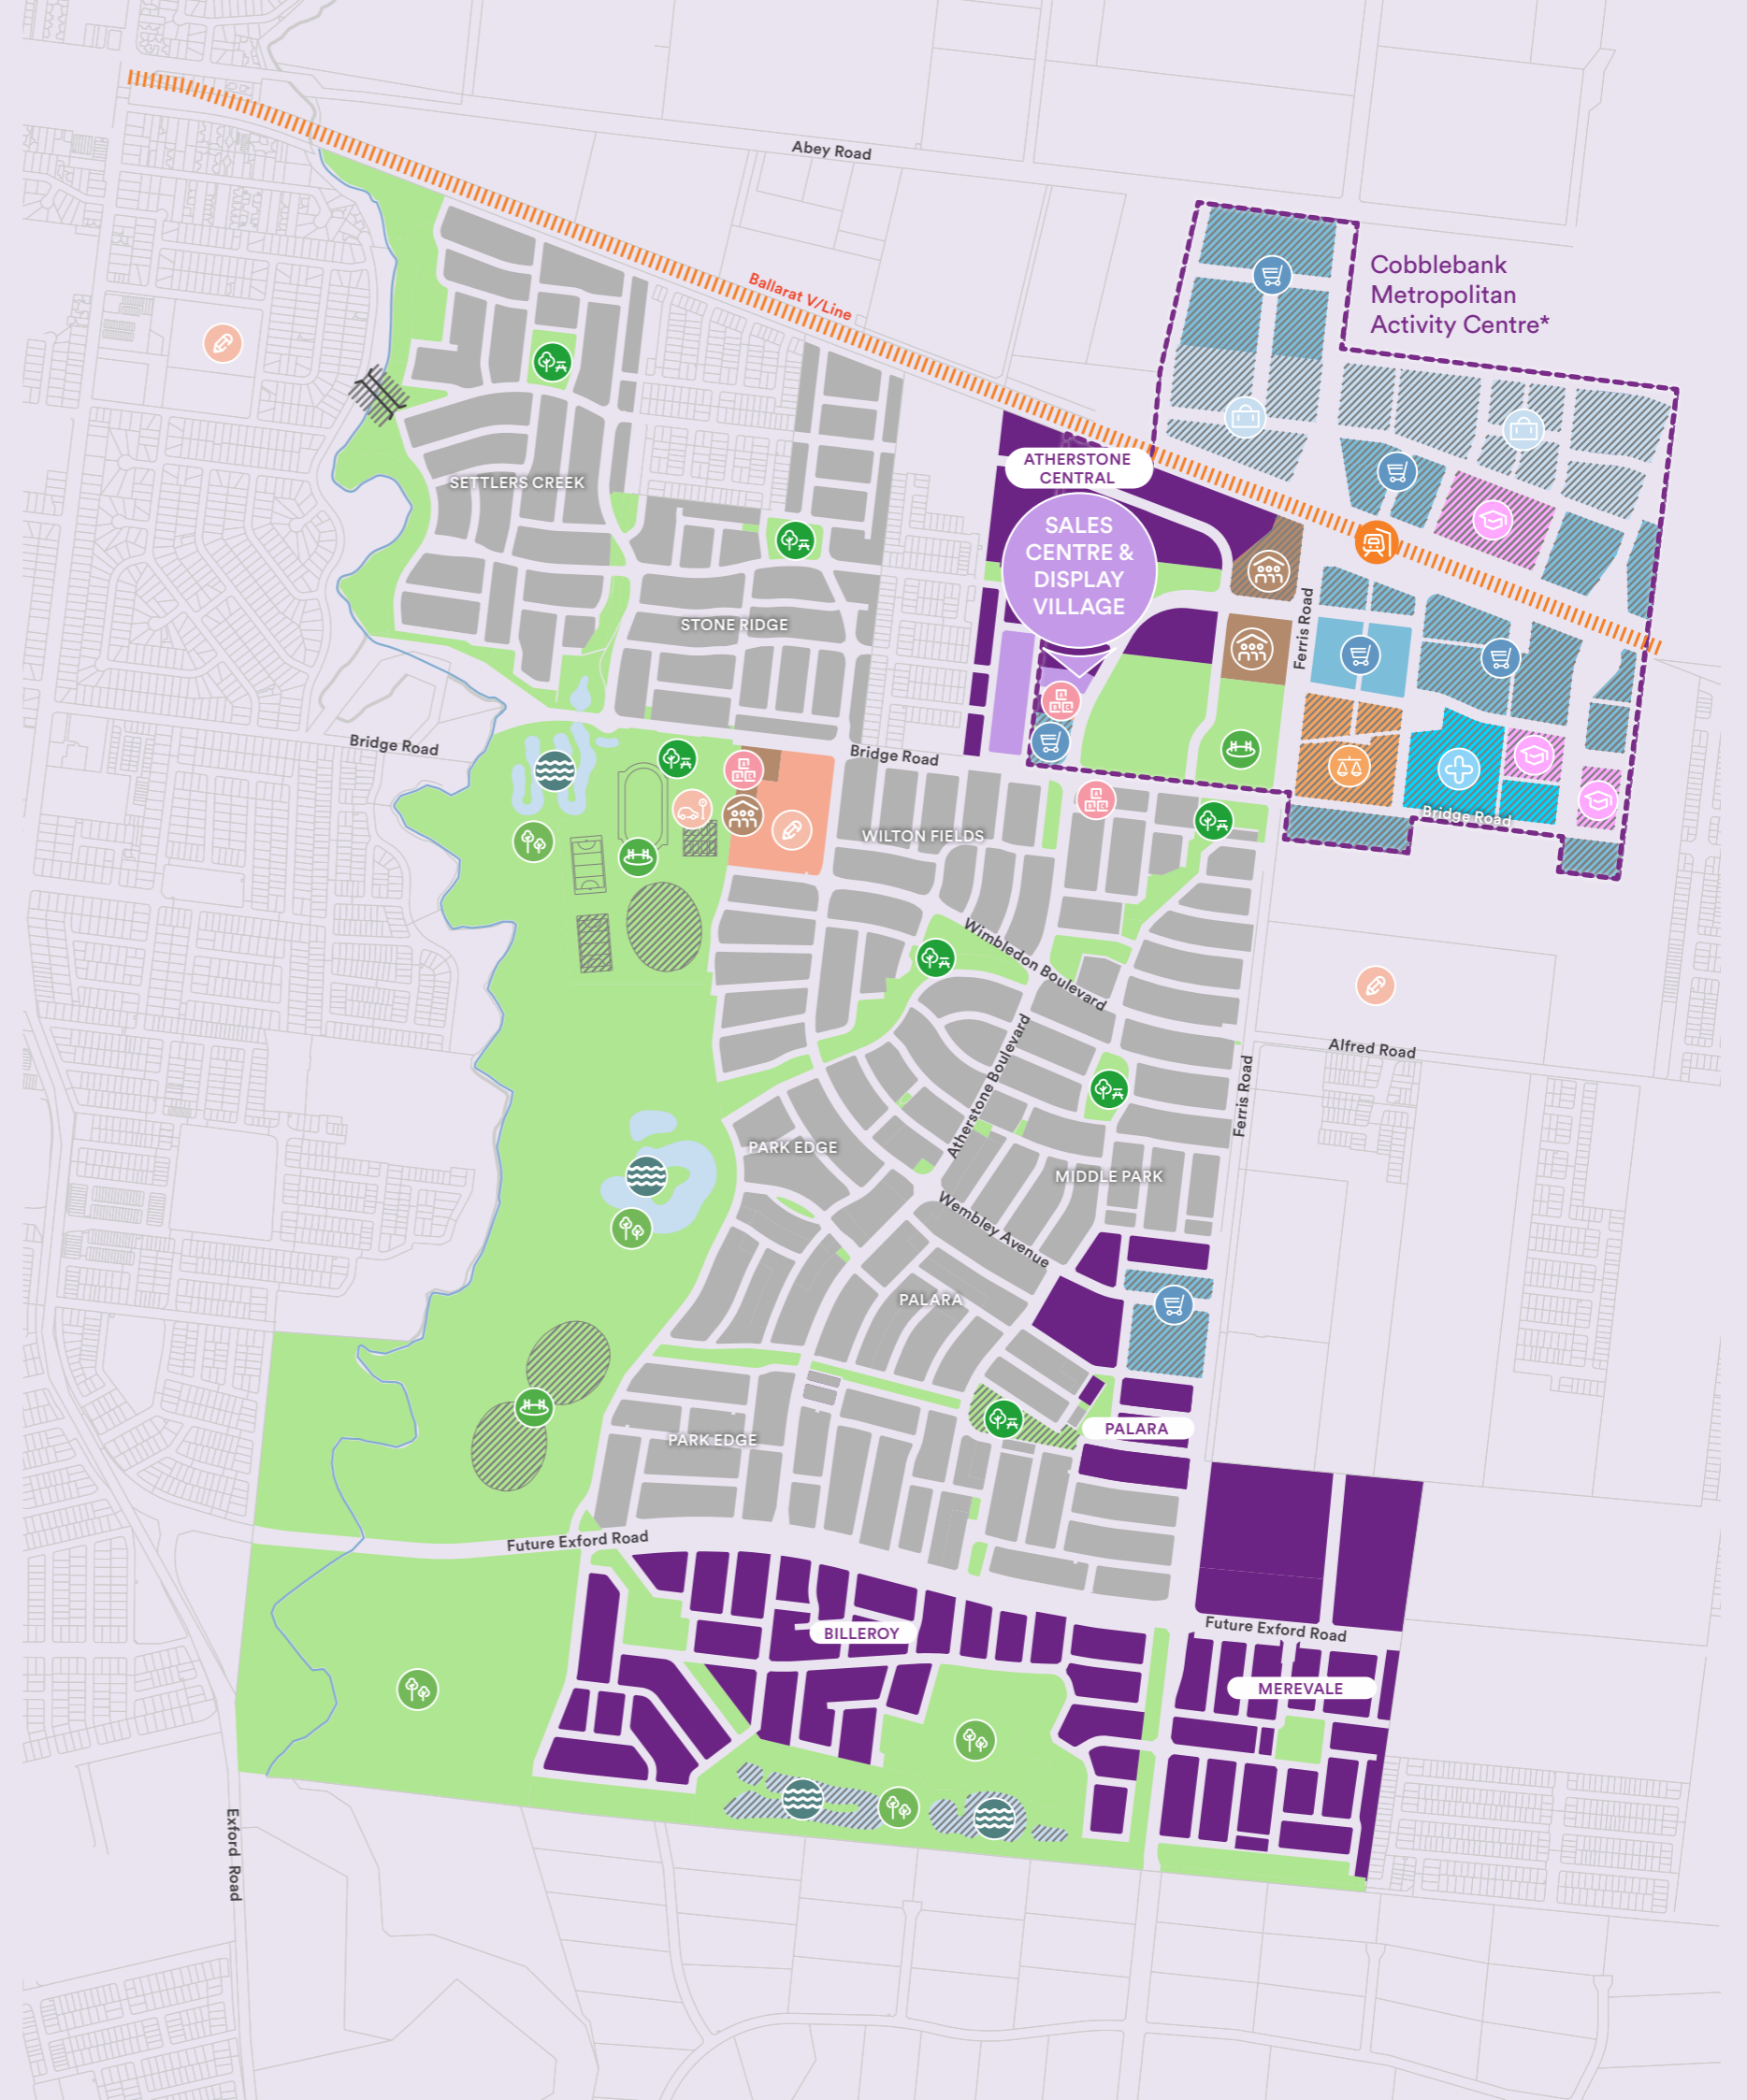 Abey Road
Ballarat V/Line
Cobblebank
Metropolitan
Activity Centre*
ATHERSTONE
CENTRAL
SETTLERS CREEK
SALES
CENTRE &
DISPLAY
VILLAGE
STONE RIDGE
Ferris Road
Bridge Road
Bridge Road
Bridge Road
WILTON FIELDS
Wimbledon Boulevard
Atherstone Boulevard
Alfred Road
Ferris Road
PARK EDGE
MIDDLE PARK
Wembley Avenue
PALARA
PALARA
PARK EDGE
Future Exford Road
Future Exford Road
BILLEROY
MEREVALE
Exford Road